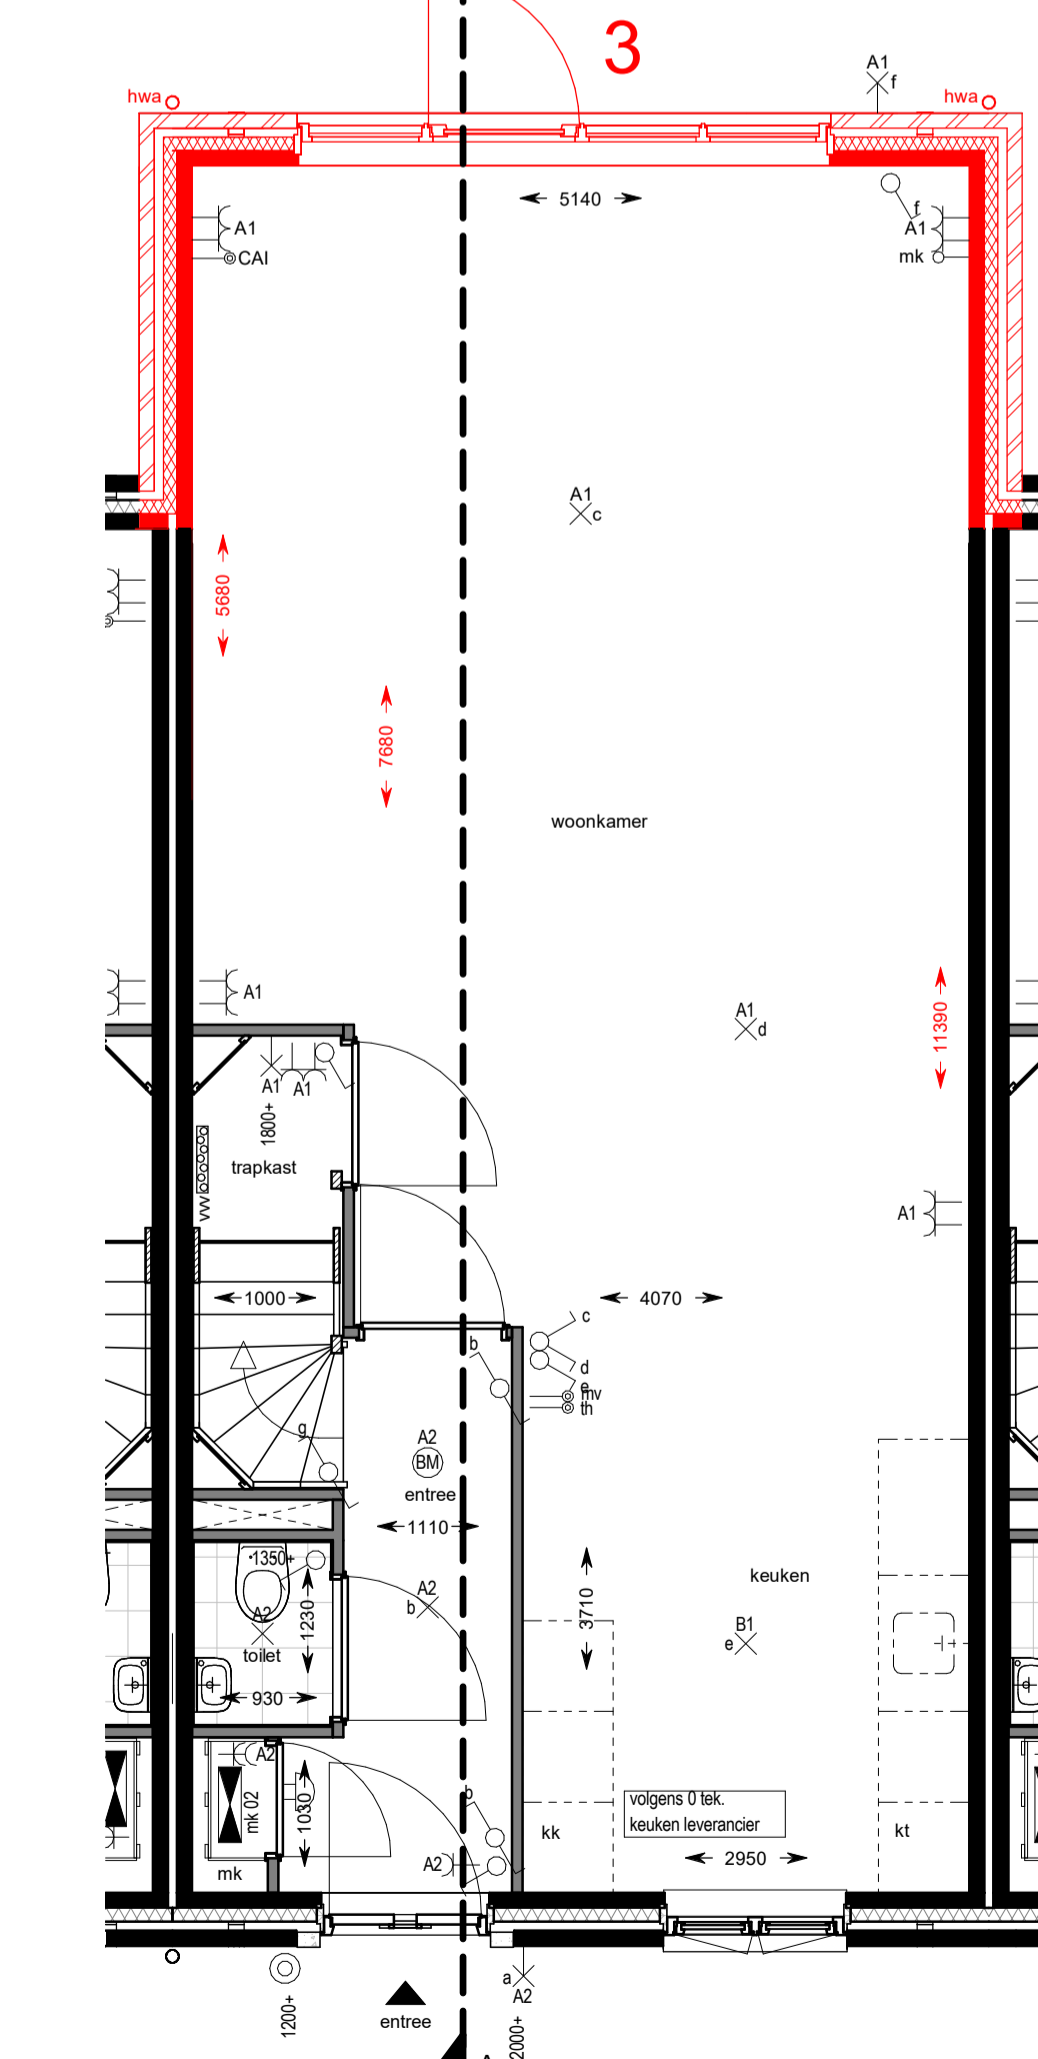 3
A1
f
hwa
hwa
5140
A1
CAI
f
A1
mk
A1
c
5680
7680
woonkamer
A1
A1
d
11390
A1
A1
1800+
trapkast
VVV
A1
1000
4070
c
b
d
e
mv
th
g
A2
BM
entree
1110
1350+
A2
toilet
1230
930
A2
b
3710
keuken
B1
e
A2
mk 02
1030
b
mk
A2
volgens 0 tek.
keuken leverancier
kk
kt
2950
a
A2
1200+
entree
2000+